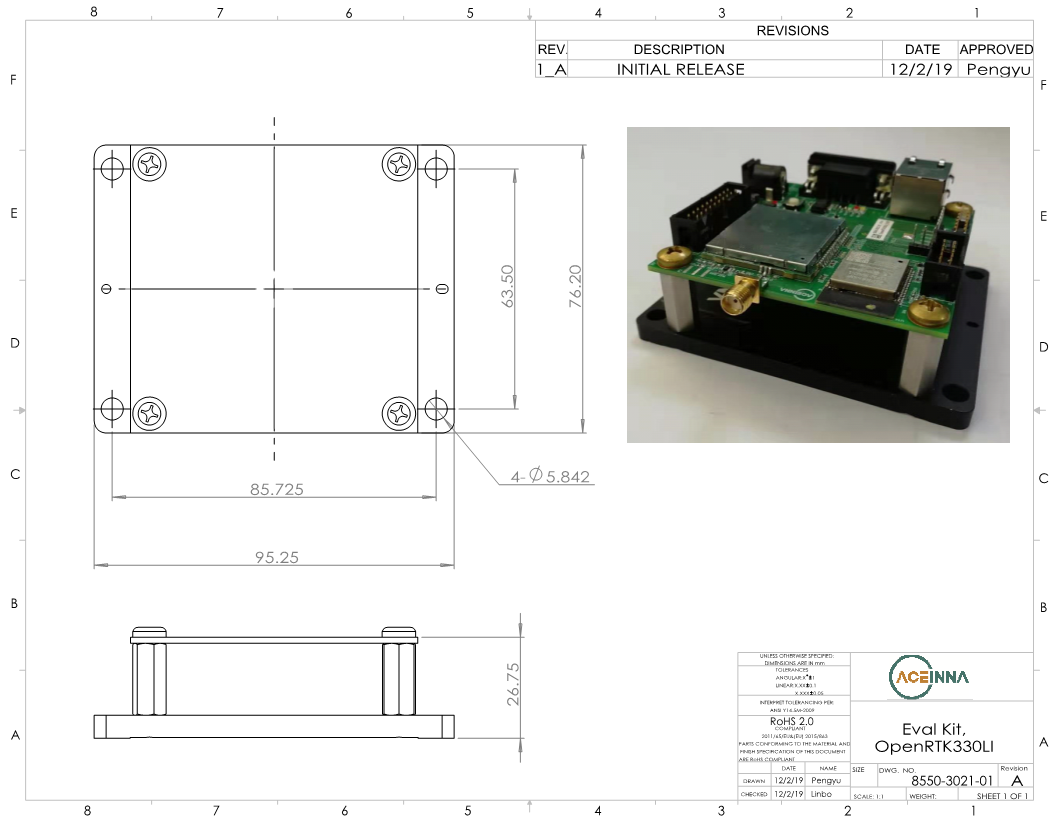 8 7 6 5 4 3 2 1
REVISIONS
REV. DESCRIPTION DATE APPROVED
1_A INITIAL RELEASE 12/2/19 Pengyu
F F
E E
D D
C C
B B
A A
63.50
76.20
4-Ø5.842
85.725
95.25
26.75
UNLESS OTHERWISE SPECIFIED:
DIMENSIONS ARE IN mm
TOLERANCES
ANGULAR:X°±1
LINEAR:X.XX±0.1
X.XXX±0.05
INTERPRET TOLERANCING PER:
ANSI Y14.5M-2009
RoHS 2.0
COMPLIANT
2011/65/EU&(EU) 2015/863
PARTS CONFORMING TO THE MATERIAL AND
FINISH SPECIFICATION OF THIS DOCUMENT
ARE RoHS COMPLIANT
DATE NAME
DRAWN 12/2/19 Pengyu
CHECKED 12/2/19 Linbo
ACEINNA
Eval Kit,
OpenRTK330LI
SIZE DWG. NO. Revision
8550-3021-01 A
SCALE: 1:1 WEIGHT: SHEET 1 OF 1
8 7 6 5 4 3 2 1